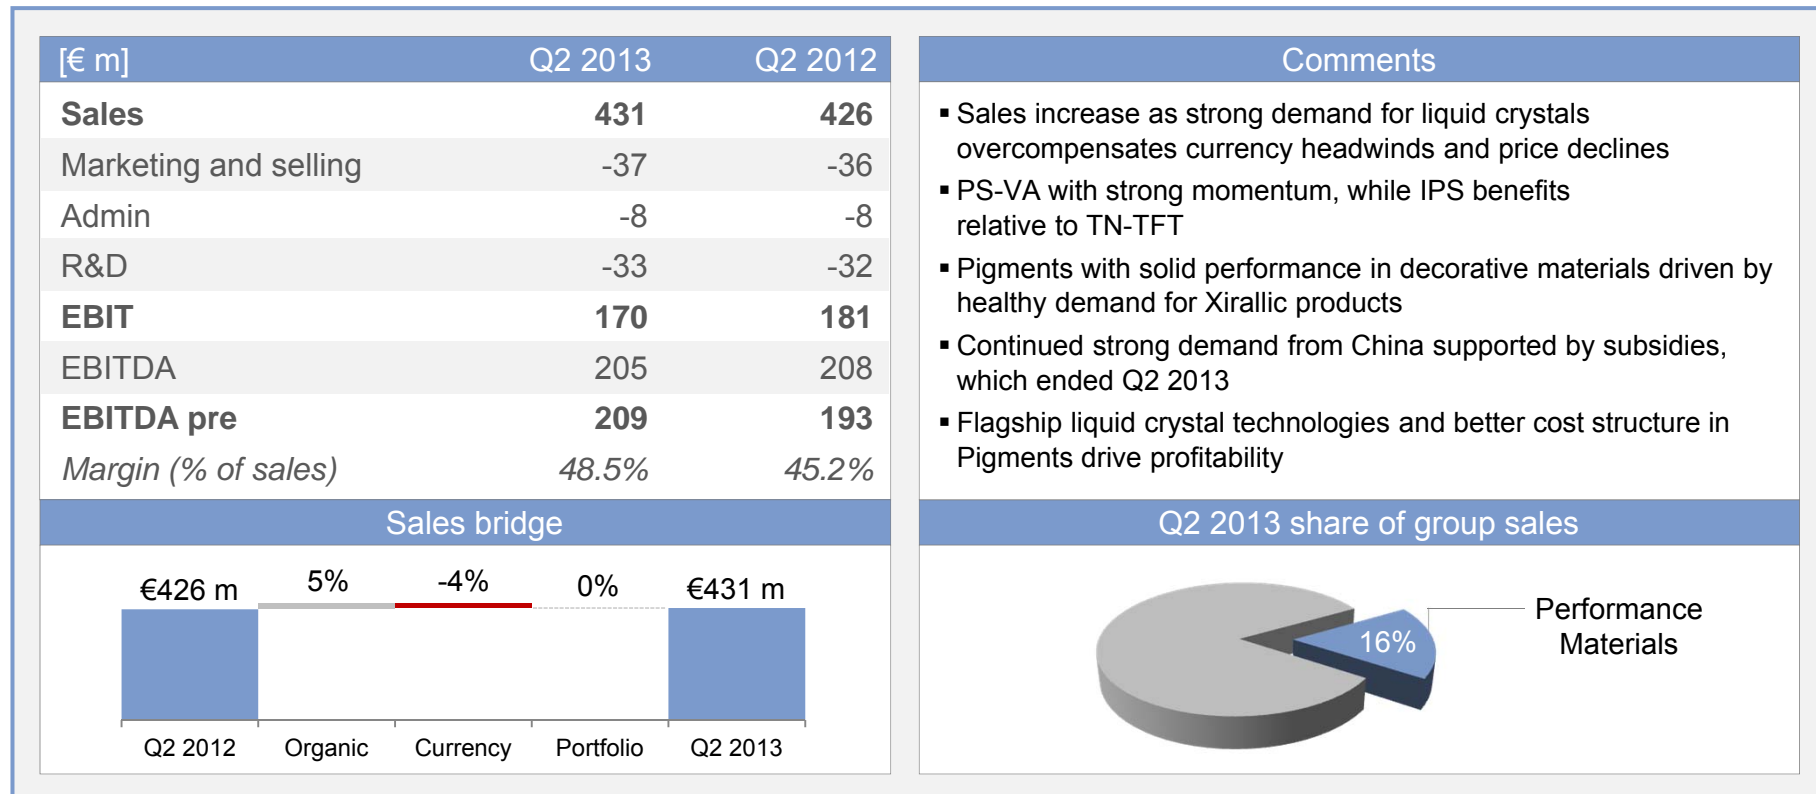 [€ m] Q2 2013 Q2 2012
Sales 431 426
Marketing and selling -37 -36
Admin -8 -8
R&D -33 -32
EBIT 170 181
EBITDA 205 208
EBITDA pre 209 193
Margin (% of sales) 48.5% 45.2%
Comments
▪ Sales increase as strong demand for liquid crystals
overcompensates currency headwinds and price declines
▪ PS-VA with strong momentum, while IPS benefits
relative to TN-TFT
▪ Pigments with solid performance in decorative materials driven by
healthy demand for Xirallic products
▪ Continued strong demand from China supported by subsidies,
which ended Q2 2013
▪ Flagship liquid crystal technologies and better cost structure in
Pigments drive profitability
Sales bridge
€426 m 5% -4% 0% €431 m
Q2 2012 Organic Currency Portfolio Q2 2013
Q2 2013 share of group sales
16%
Performance
Materials